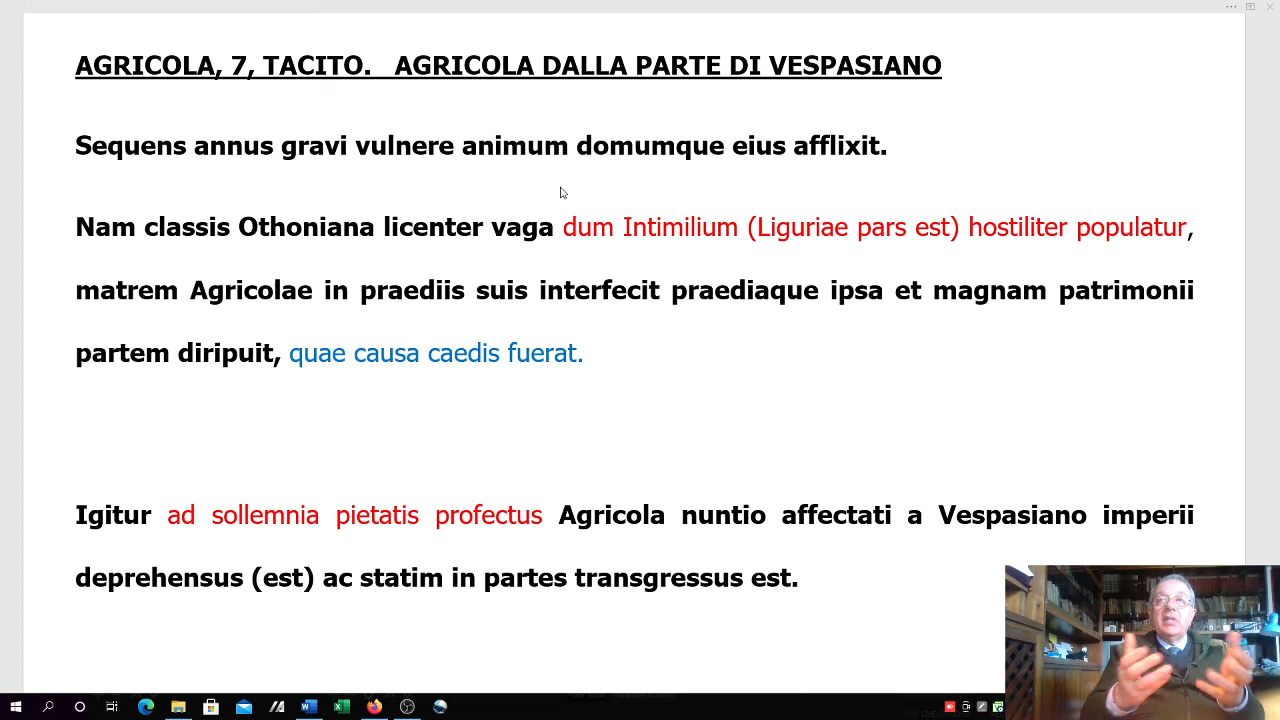 AGRICOLA, 7, TACITO. AGRICOLA DALLA PARTE DI VESPASIANO
Sequens annus gravi vulnere animum domumque eius afflixit.
Nam classis Othoniana licenter vaga dum Intimilium (Liguriae pars est) hostiliter populatur,
matrem Agricolae in praediis suis interfecit praediaque ipsa et magnam patrimonii
partem diripuit, quae causa caedis fuerat.
Igitur ad sollemnia pietatis profectus Agricola nuntio affectati a Vespasiano imperii
deprehensus (est) ac statim in partes transgressus est.